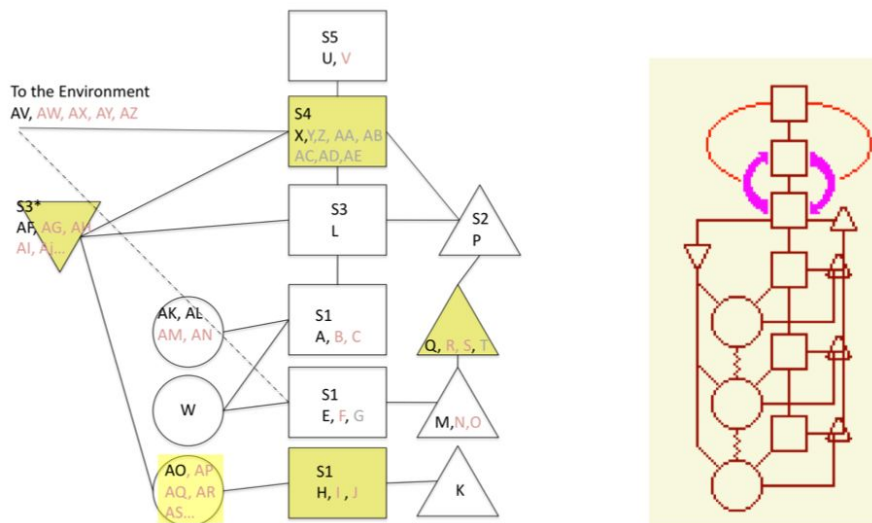 S5
U, V
To the Environment
AV, AW, AX, AY, AZ
S4
X,Y,Z, AA, AB
AC,AD,AE
S3*
AF, AG, AH
AI, Aj...
S3
L
S2
P
AK, AL
AM, AN
S1
A, B, C
Q, R, S, T
W
S1
E, F, G
M,N,O
AO, AP
AQ, AR
AS...
S1
H, I , J
K